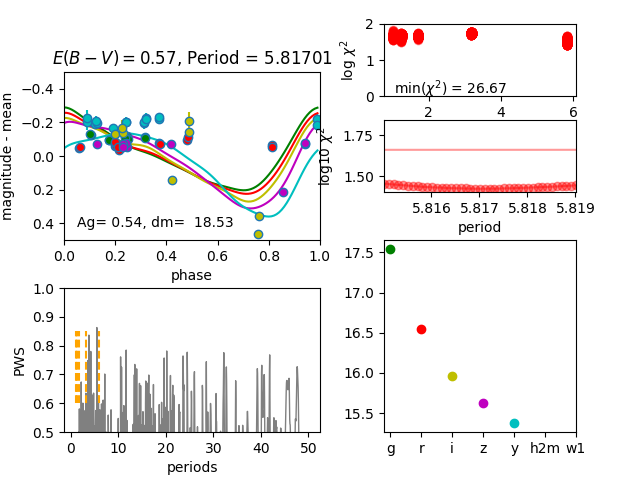 E(B − V) = 0.57, Period = 5.81701
magnitude - mean
−0.4
−0.2
0.0
0.2
0.4
Ag= 0.54, dm=  18.53
0.0 0.2 0.4 0.6 0.8 1.0
phase
log χ²
2
1
0
min(χ²) = 26.67
2 4 6
log10 χ²
1.75
1.50
5.816 5.817 5.818 5.819
period
PWS
1.0
0.9
0.8
0.7
0.6
0.5
0 10 20 30 40 50
periods
17.5
17.0
16.5
16.0
15.5
g r i z y h2m w1